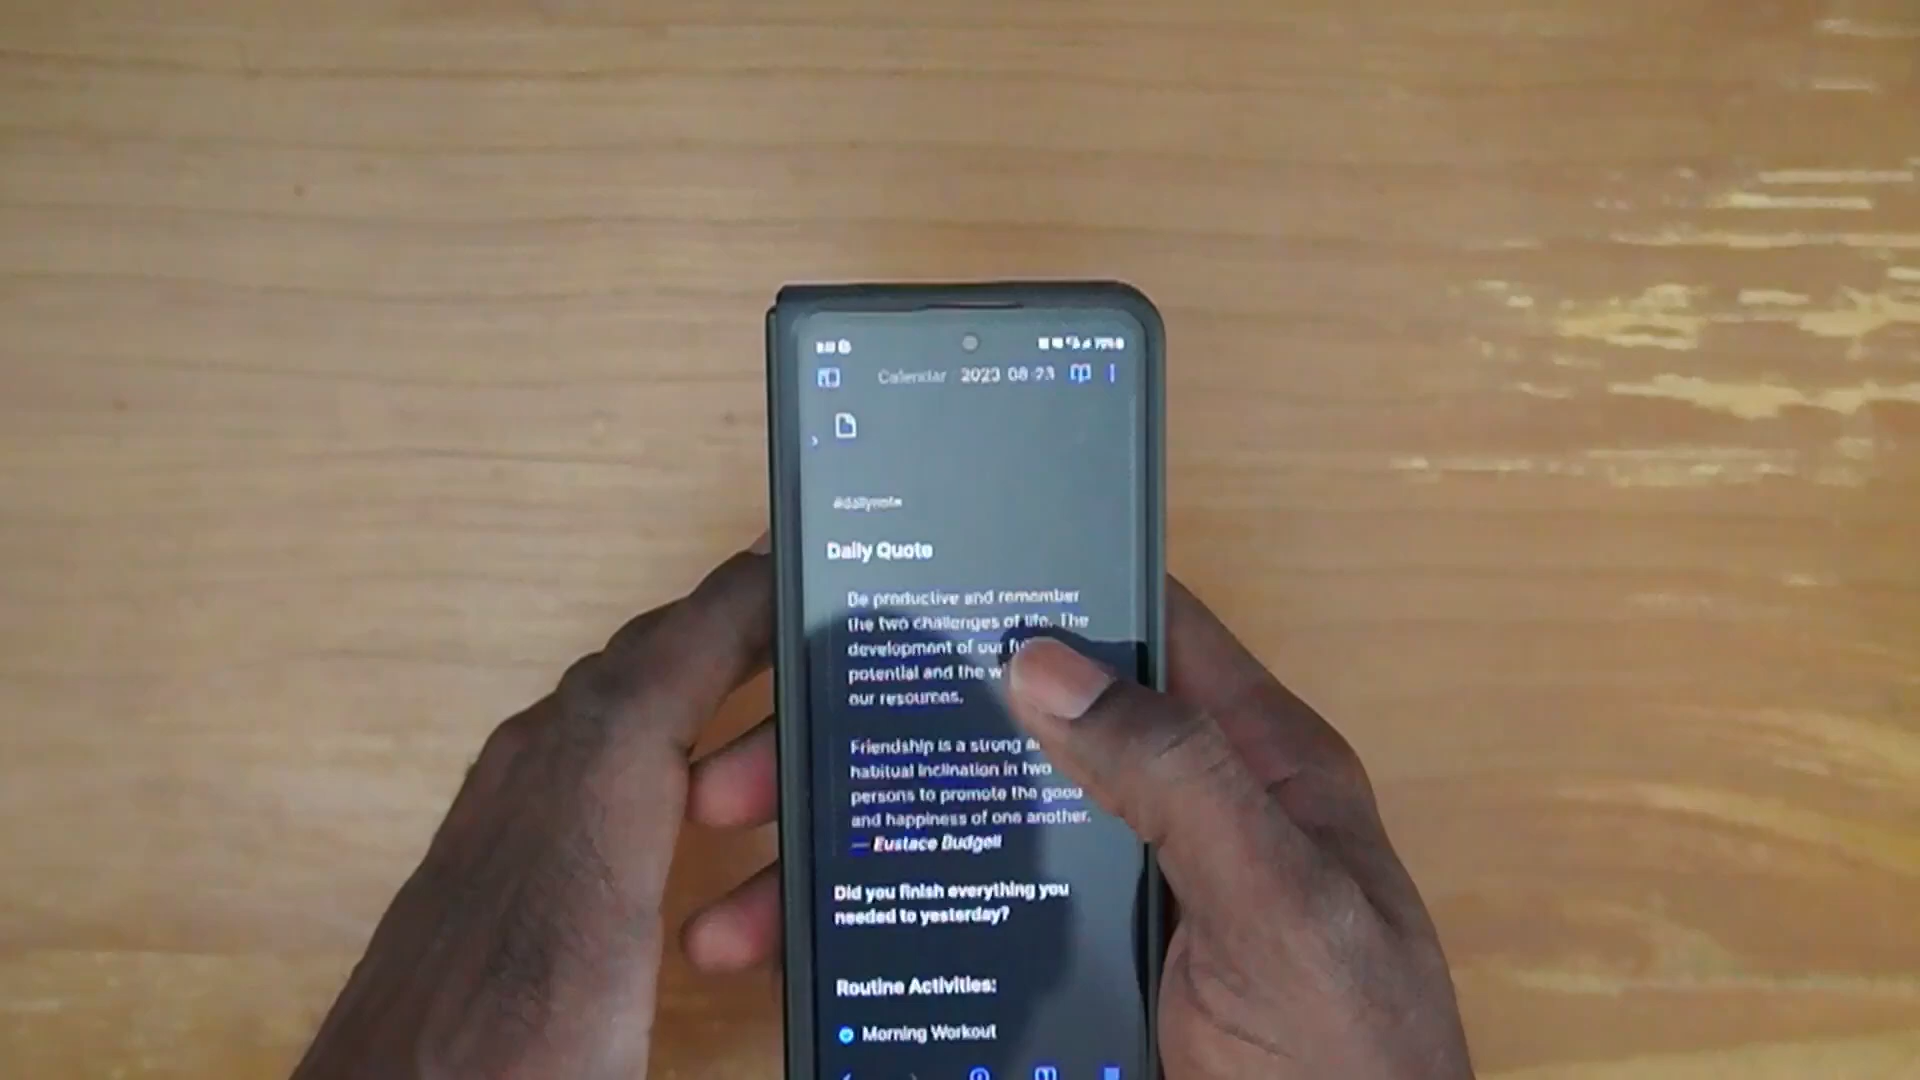 Calendar 2023 08 23
#dailynote
Daily Quote
Be productive and remember
the two challenges of life. The
development of our
potential and the
our resources.
Friendship is a strong
habitual inclination in two
persons to promote the good
and happiness of one another.
— Eustace Budgell
Did you finish everything you
needed to yesterday?
Routine Activities:
Morning Workout